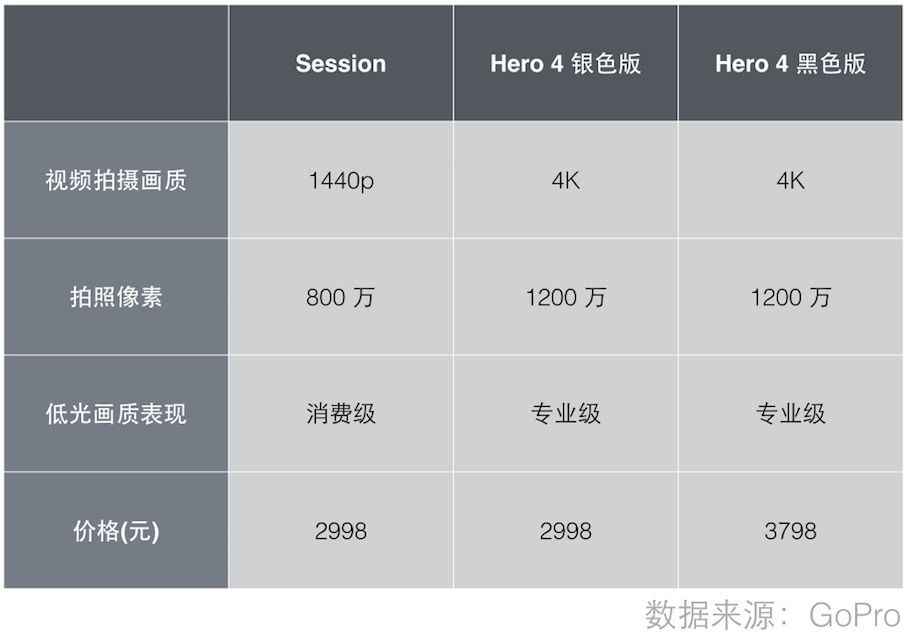 Session Hero 4 银色版 Hero 4 黑色版
视频拍摄画质 1440p 4K 4K
拍照像素 800 万 1200 万 1200 万
低光画质表现 消费级 专业级 专业级
价格(元) 2998 2998 3798
数据来源：GoPro